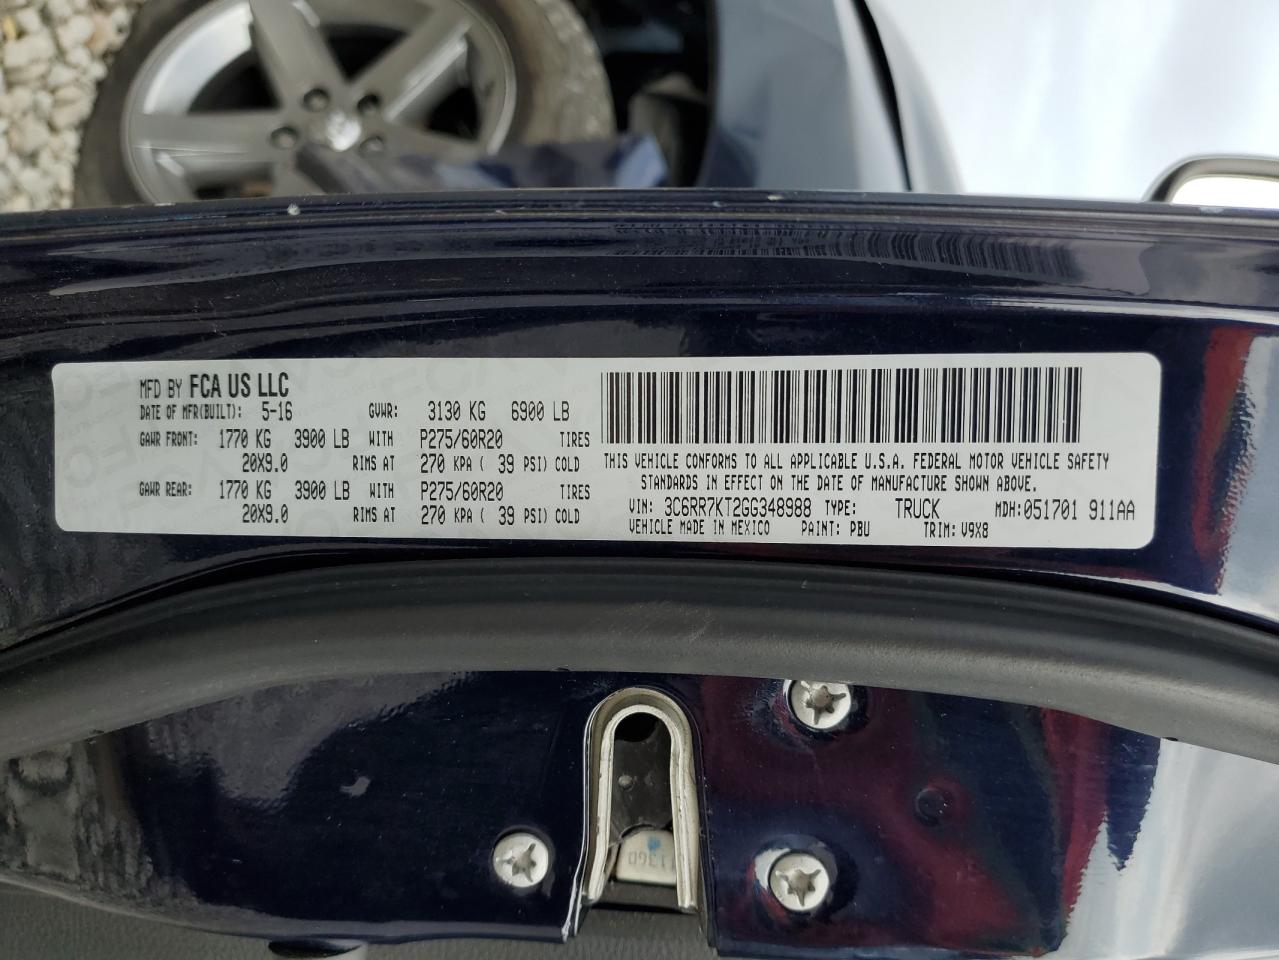 MFD BY FCA US LLC
DATE OF MFR(BUILT): 5-16 GVWR: 3130 KG 6900 LB
GAWR FRONT: 1770 KG 3900 LB WITH P275/60R20 TIRES
20X9.0 RIMS AT 270 KPA ( 39 PSI) COLD
GAWR REAR: 1770 KG 3900 LB WITH P275/60R20 TIRES
20X9.0 RIMS AT 270 KPA ( 39 PSI) COLD
THIS VEHICLE CONFORMS TO ALL APPLICABLE U.S.A. FEDERAL MOTOR VEHICLE SAFETY
STANDARDS IN EFFECT ON THE DATE OF MANUFACTURE SHOWN ABOVE.
VIN: 3C6RR7KT2GG348988 TYPE: TRUCK MDH:051701 911AA
VEHICLE MADE IN MEXICO PAINT: PBU TRIM: V9X8